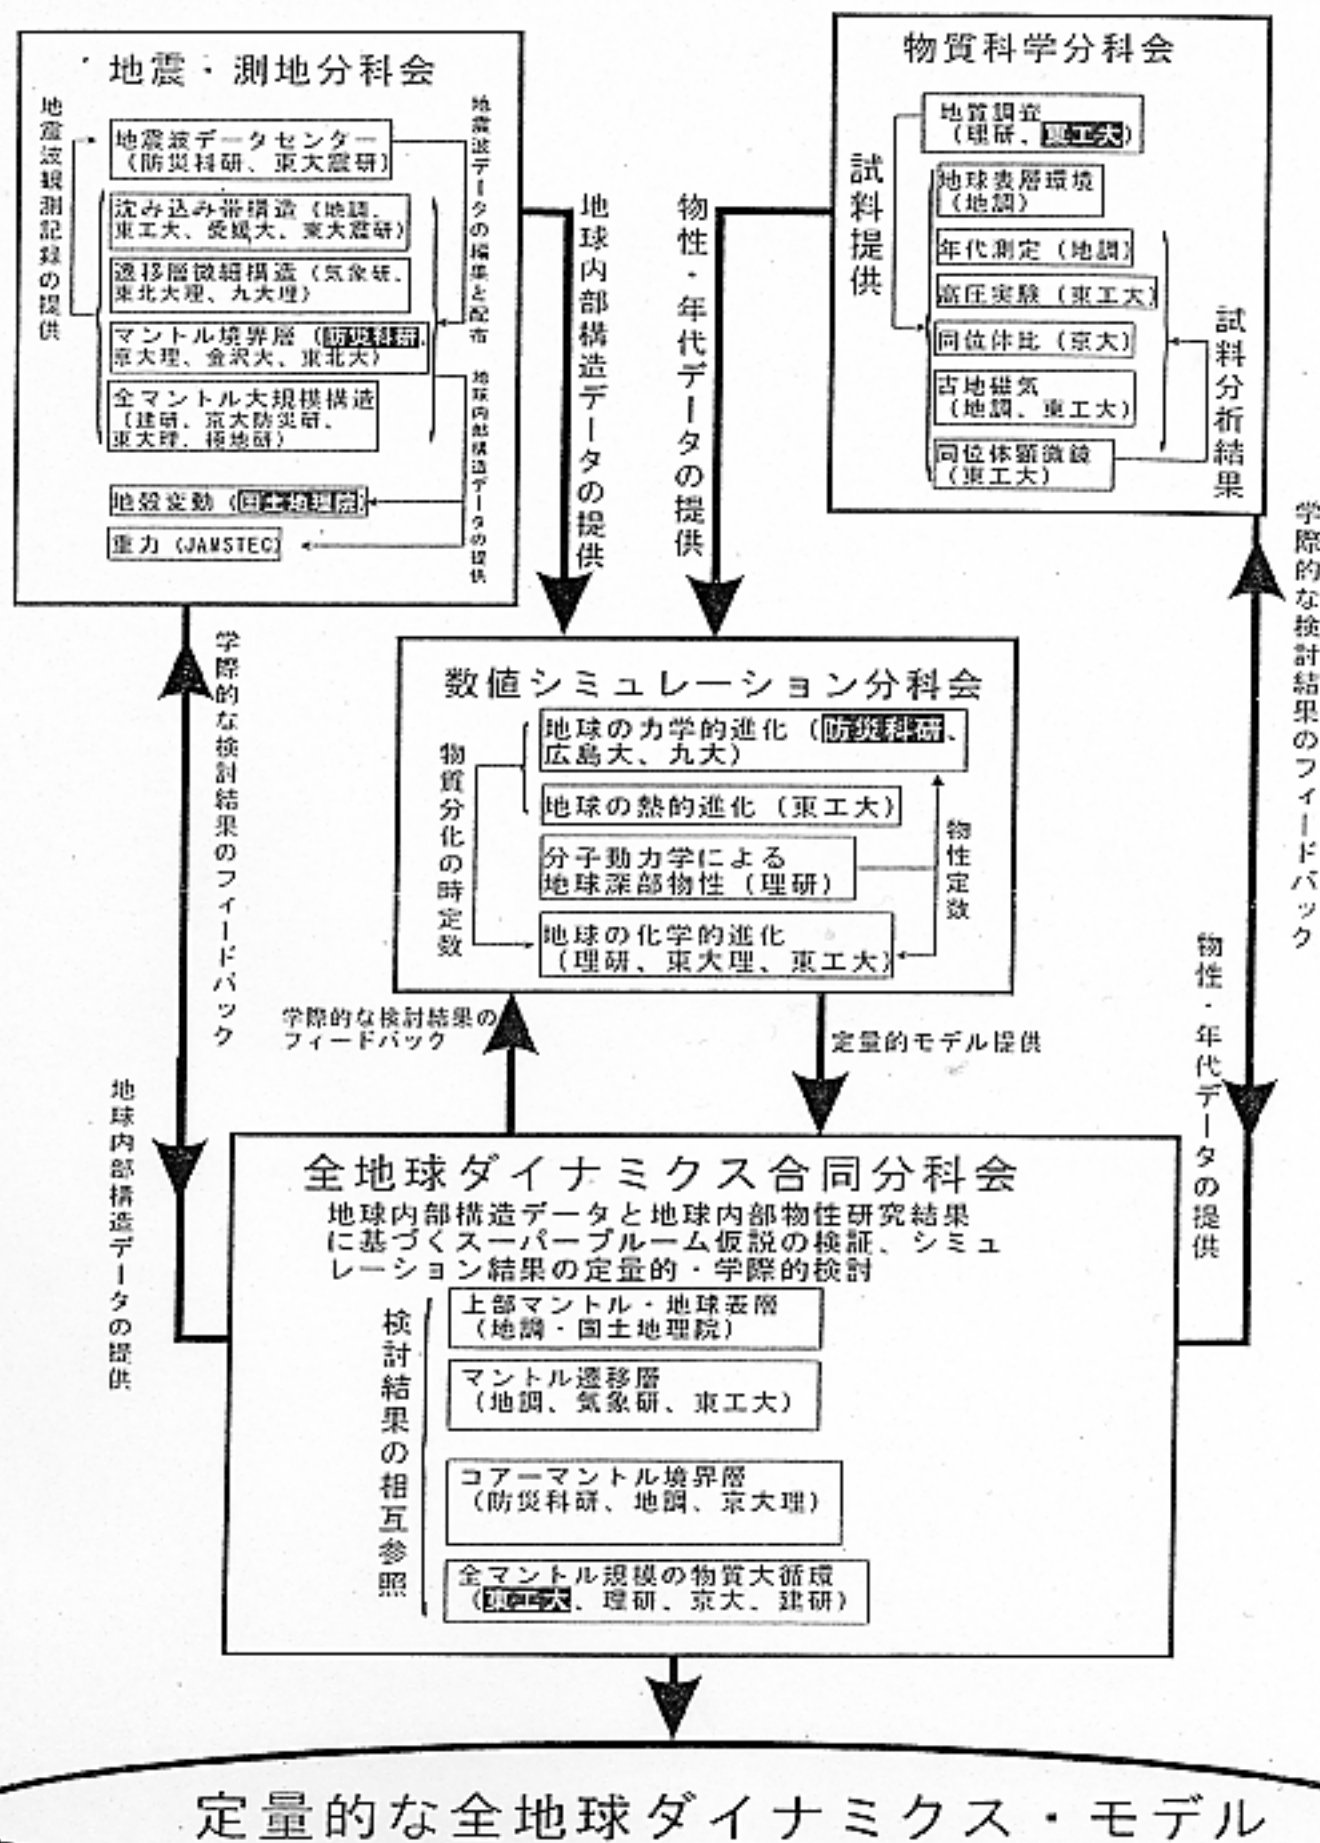 地震・測地分科会
地震波観測記録の提供
地震波データセンター
（防災科研、東大震研）
沈み込み帯構造（地調、
東工大、愛媛大、東大震研）
遷移層微細構造（気象研、
東北大理、九大理）
マントル境界層（防災科研、
京大理、金沢大、東北大）
全マントル大規模構造
（建研、京大防災研、
東大理、極地研）
地殻変動（国土地理院）
重力（JAMSTEC）
地震波データの編集と配布
地球内部構造データの提供
物質科学分科会
試料提供
地質調査
（理研、東工大）
地球表層環境
（地調）
年代測定（地調）
高圧実験（東工大）
同位体比（京大）
古地磁気
（地調、東工大）
同位体顕微鏡
（東工大）
試料分析結果
地球内部構造データの提供
物性・年代データの提供
学際的な検討結果のフィードバック
数値シミュレーション分科会
物質分化の時定数
地球の力学的進化（防災科研、
広島大、九大）
地球の熱的進化（東工大）
分子動力学による
地球深部物性（理研）
地球の化学的進化
（理研、東大理、東工大）
物性定数
学際的な検討結果のフィードバック
学際的な検討結果の
フィードバック
定量的モデル提供
物性・年代データの提供
地球内部構造データの提供
全地球ダイナミクス合同分科会
地球内部構造データと地球内部物性研究結果
に基づくスーパープルーム仮説の検証、シミュ
レーション結果の定量的・学際的検討
検討結果の相互参照
上部マントル・地球表層
（地調・国土地理院）
マントル遷移層
（地調、気象研、東工大）
コアーマントル境界層
（防災科研、地調、京大理）
全マントル規模の物質大循環
（東工大、理研、京大、建研）
定量的な全地球ダイナミクス・モデル